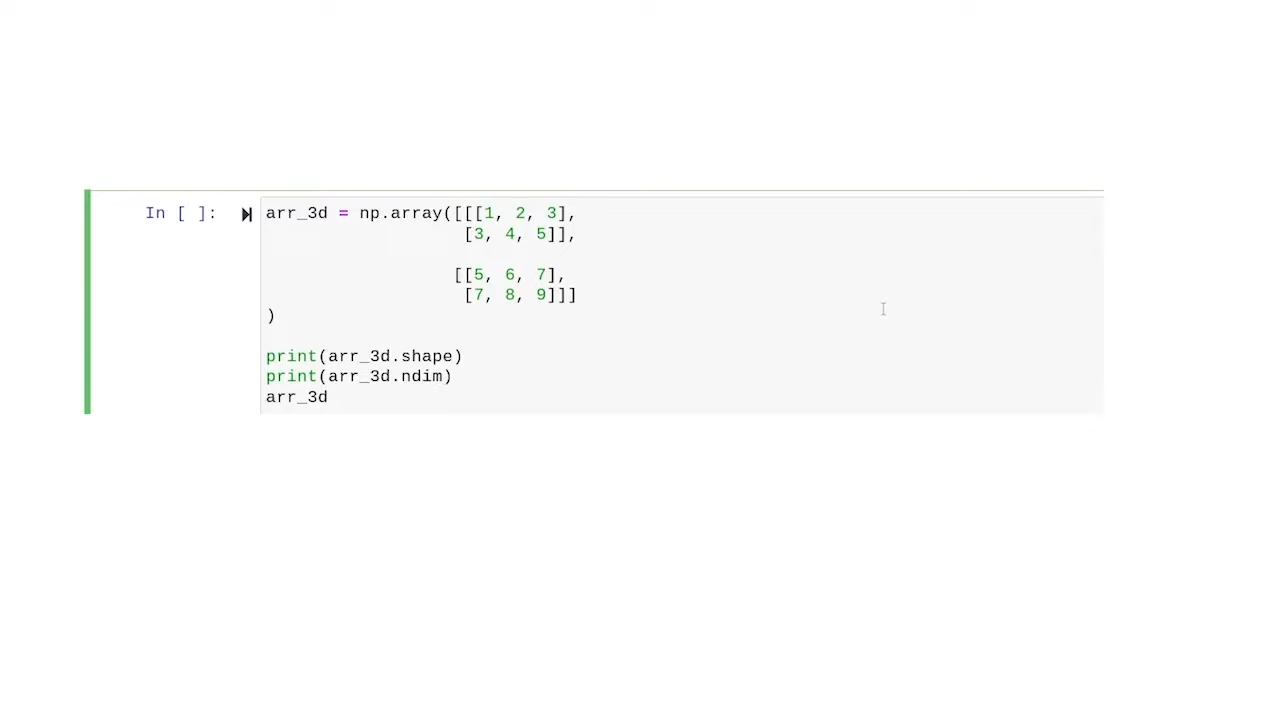 In [ ]: arr_3d = np.array([[[1, 2, 3],
[3, 4, 5]],
[[5, 6, 7],
[7, 8, 9]]]
)
print(arr_3d.shape)
print(arr_3d.ndim)
arr_3d